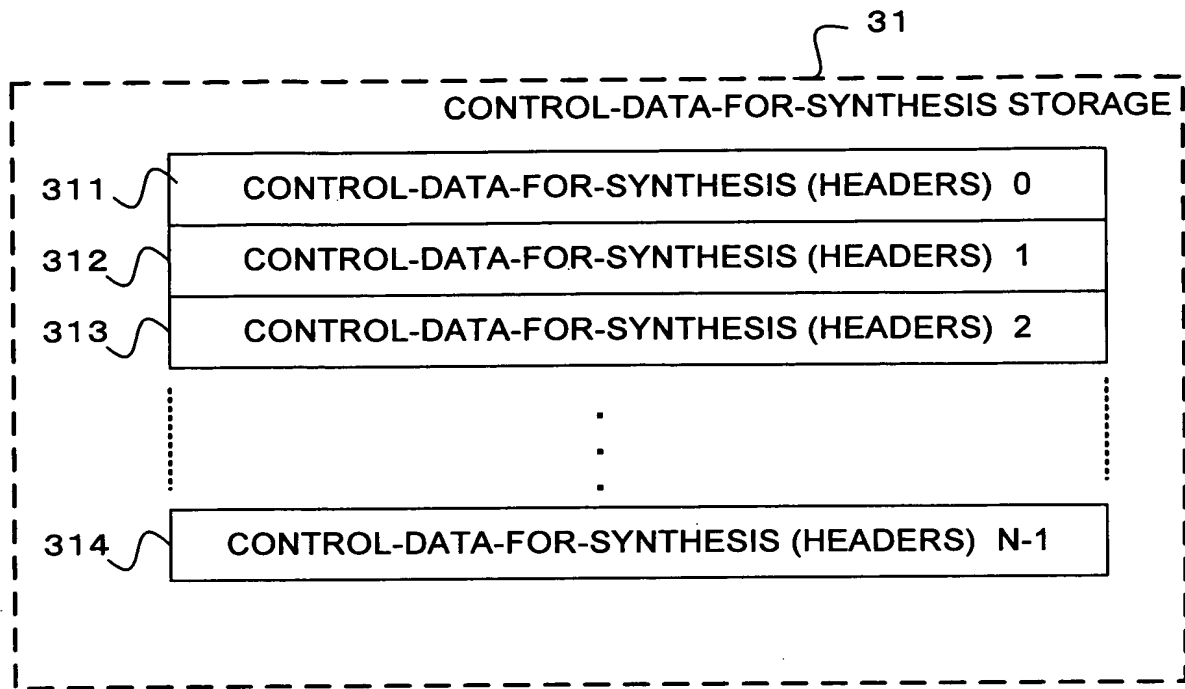 31
CONTROL-DATA-FOR-SYNTHESIS STORAGE
311 CONTROL-DATA-FOR-SYNTHESIS (HEADERS) 0
312 CONTROL-DATA-FOR-SYNTHESIS (HEADERS) 1
313 CONTROL-DATA-FOR-SYNTHESIS (HEADERS) 2
314 CONTROL-DATA-FOR-SYNTHESIS (HEADERS) N-1